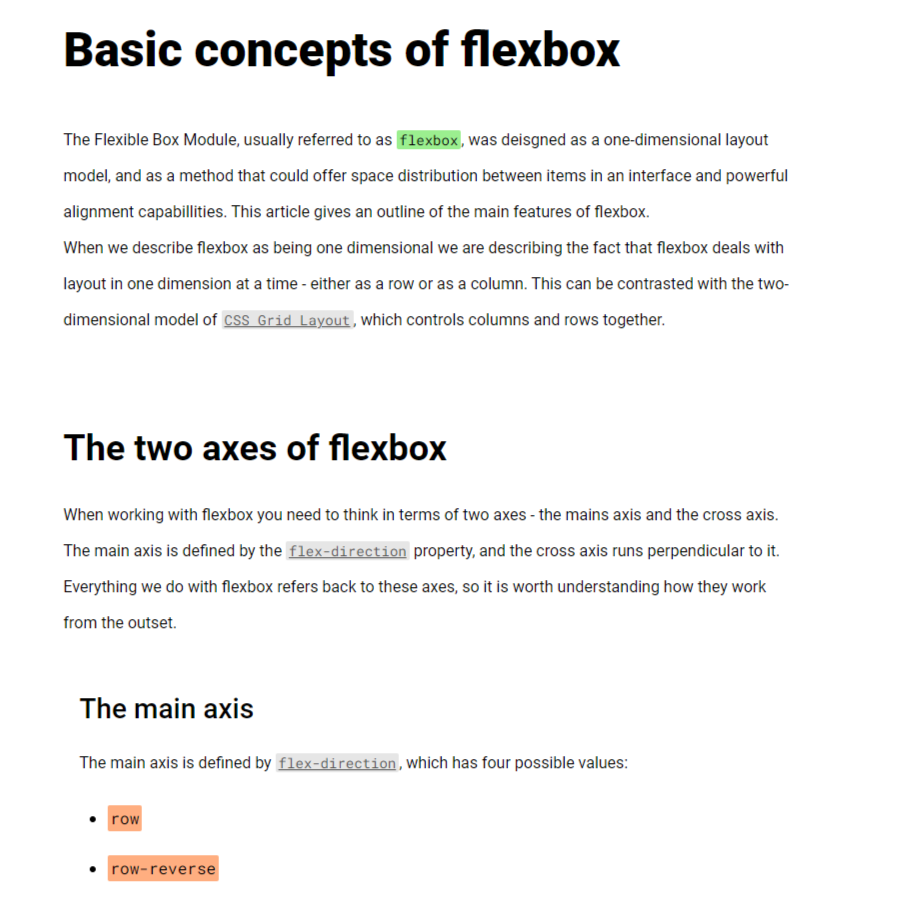 Basic concepts of flexbox
The Flexible Box Module, usually referred to as flexbox, was deisgned as a one-dimensional layout
model, and as a method that could offer space distribution between items in an interface and powerful
alignment capabillities. This article gives an outline of the main features of flexbox.
When we describe flexbox as being one dimensional we are describing the fact that flexbox deals with
layout in one dimension at a time - either as a row or as a column. This can be contrasted with the two-
dimensional model of CSS Grid Layout, which controls columns and rows together.
The two axes of flexbox
When working with flexbox you need to think in terms of two axes - the mains axis and the cross axis.
The main axis is defined by the flex-direction property, and the cross axis runs perpendicular to it.
Everything we do with flexbox refers back to these axes, so it is worth understanding how they work
from the outset.
The main axis
The main axis is defined by flex-direction, which has four possible values:
• row
• row-reverse